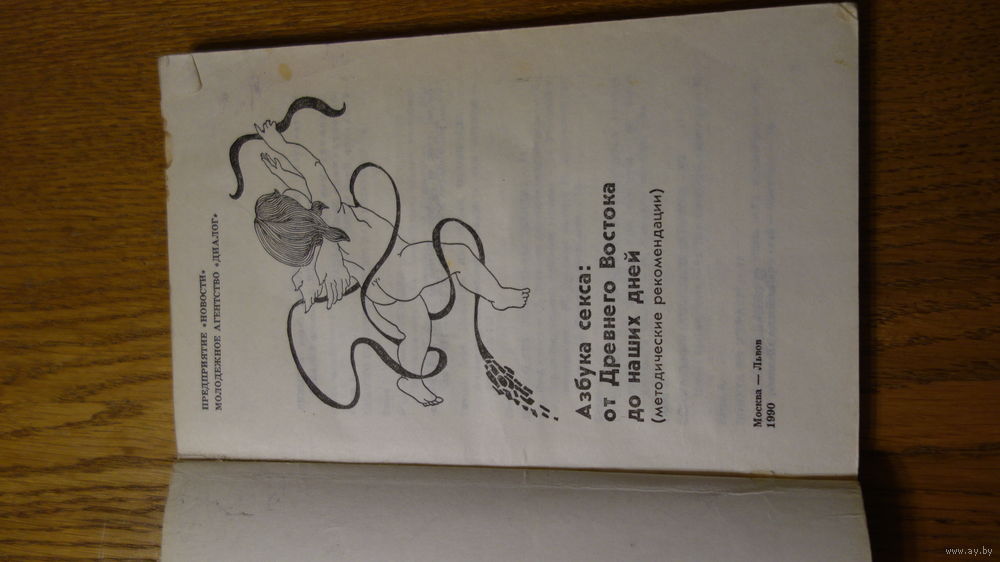 ПРЕДПРИЯТИЕ «НОВОСТИ»
МОЛОДЕЖНОЕ АГЕНТСТВО «ДИАЛОГ»
Азбука секса:
от Древнего Востока
до наших дней
(методические рекомендации)
Москва — Львов
1990
www.ay.by